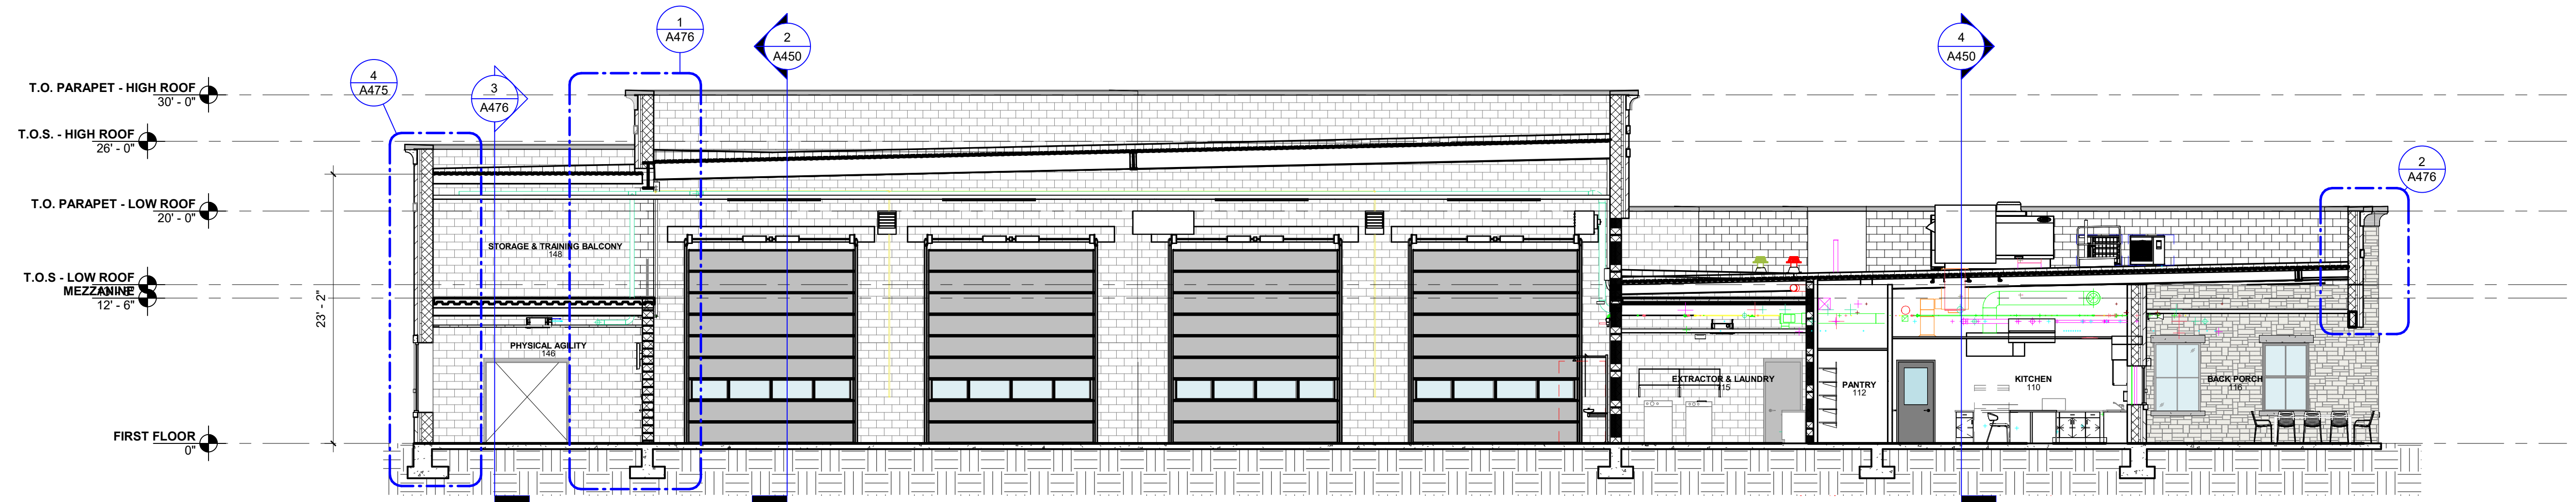 1
A476
2
A450
4
A450
4
A475
3
A476
T.O. PARAPET - HIGH ROOF
30' - 0"
T.O.S. - HIGH ROOF
26' - 0"
2
A476
T.O. PARAPET - LOW ROOF
20' - 0"
STORAGE & TRAINING BALCONY
148
T.O.S - LOW ROOF
MEZZANINE
12' - 6"
23' - 2"
PHYSICAL AGILITY
146
EXTRACTOR & LAUNDRY
115
PANTRY
112
KITCHEN
110
BACK PORCH
116
FIRST FLOOR
0"